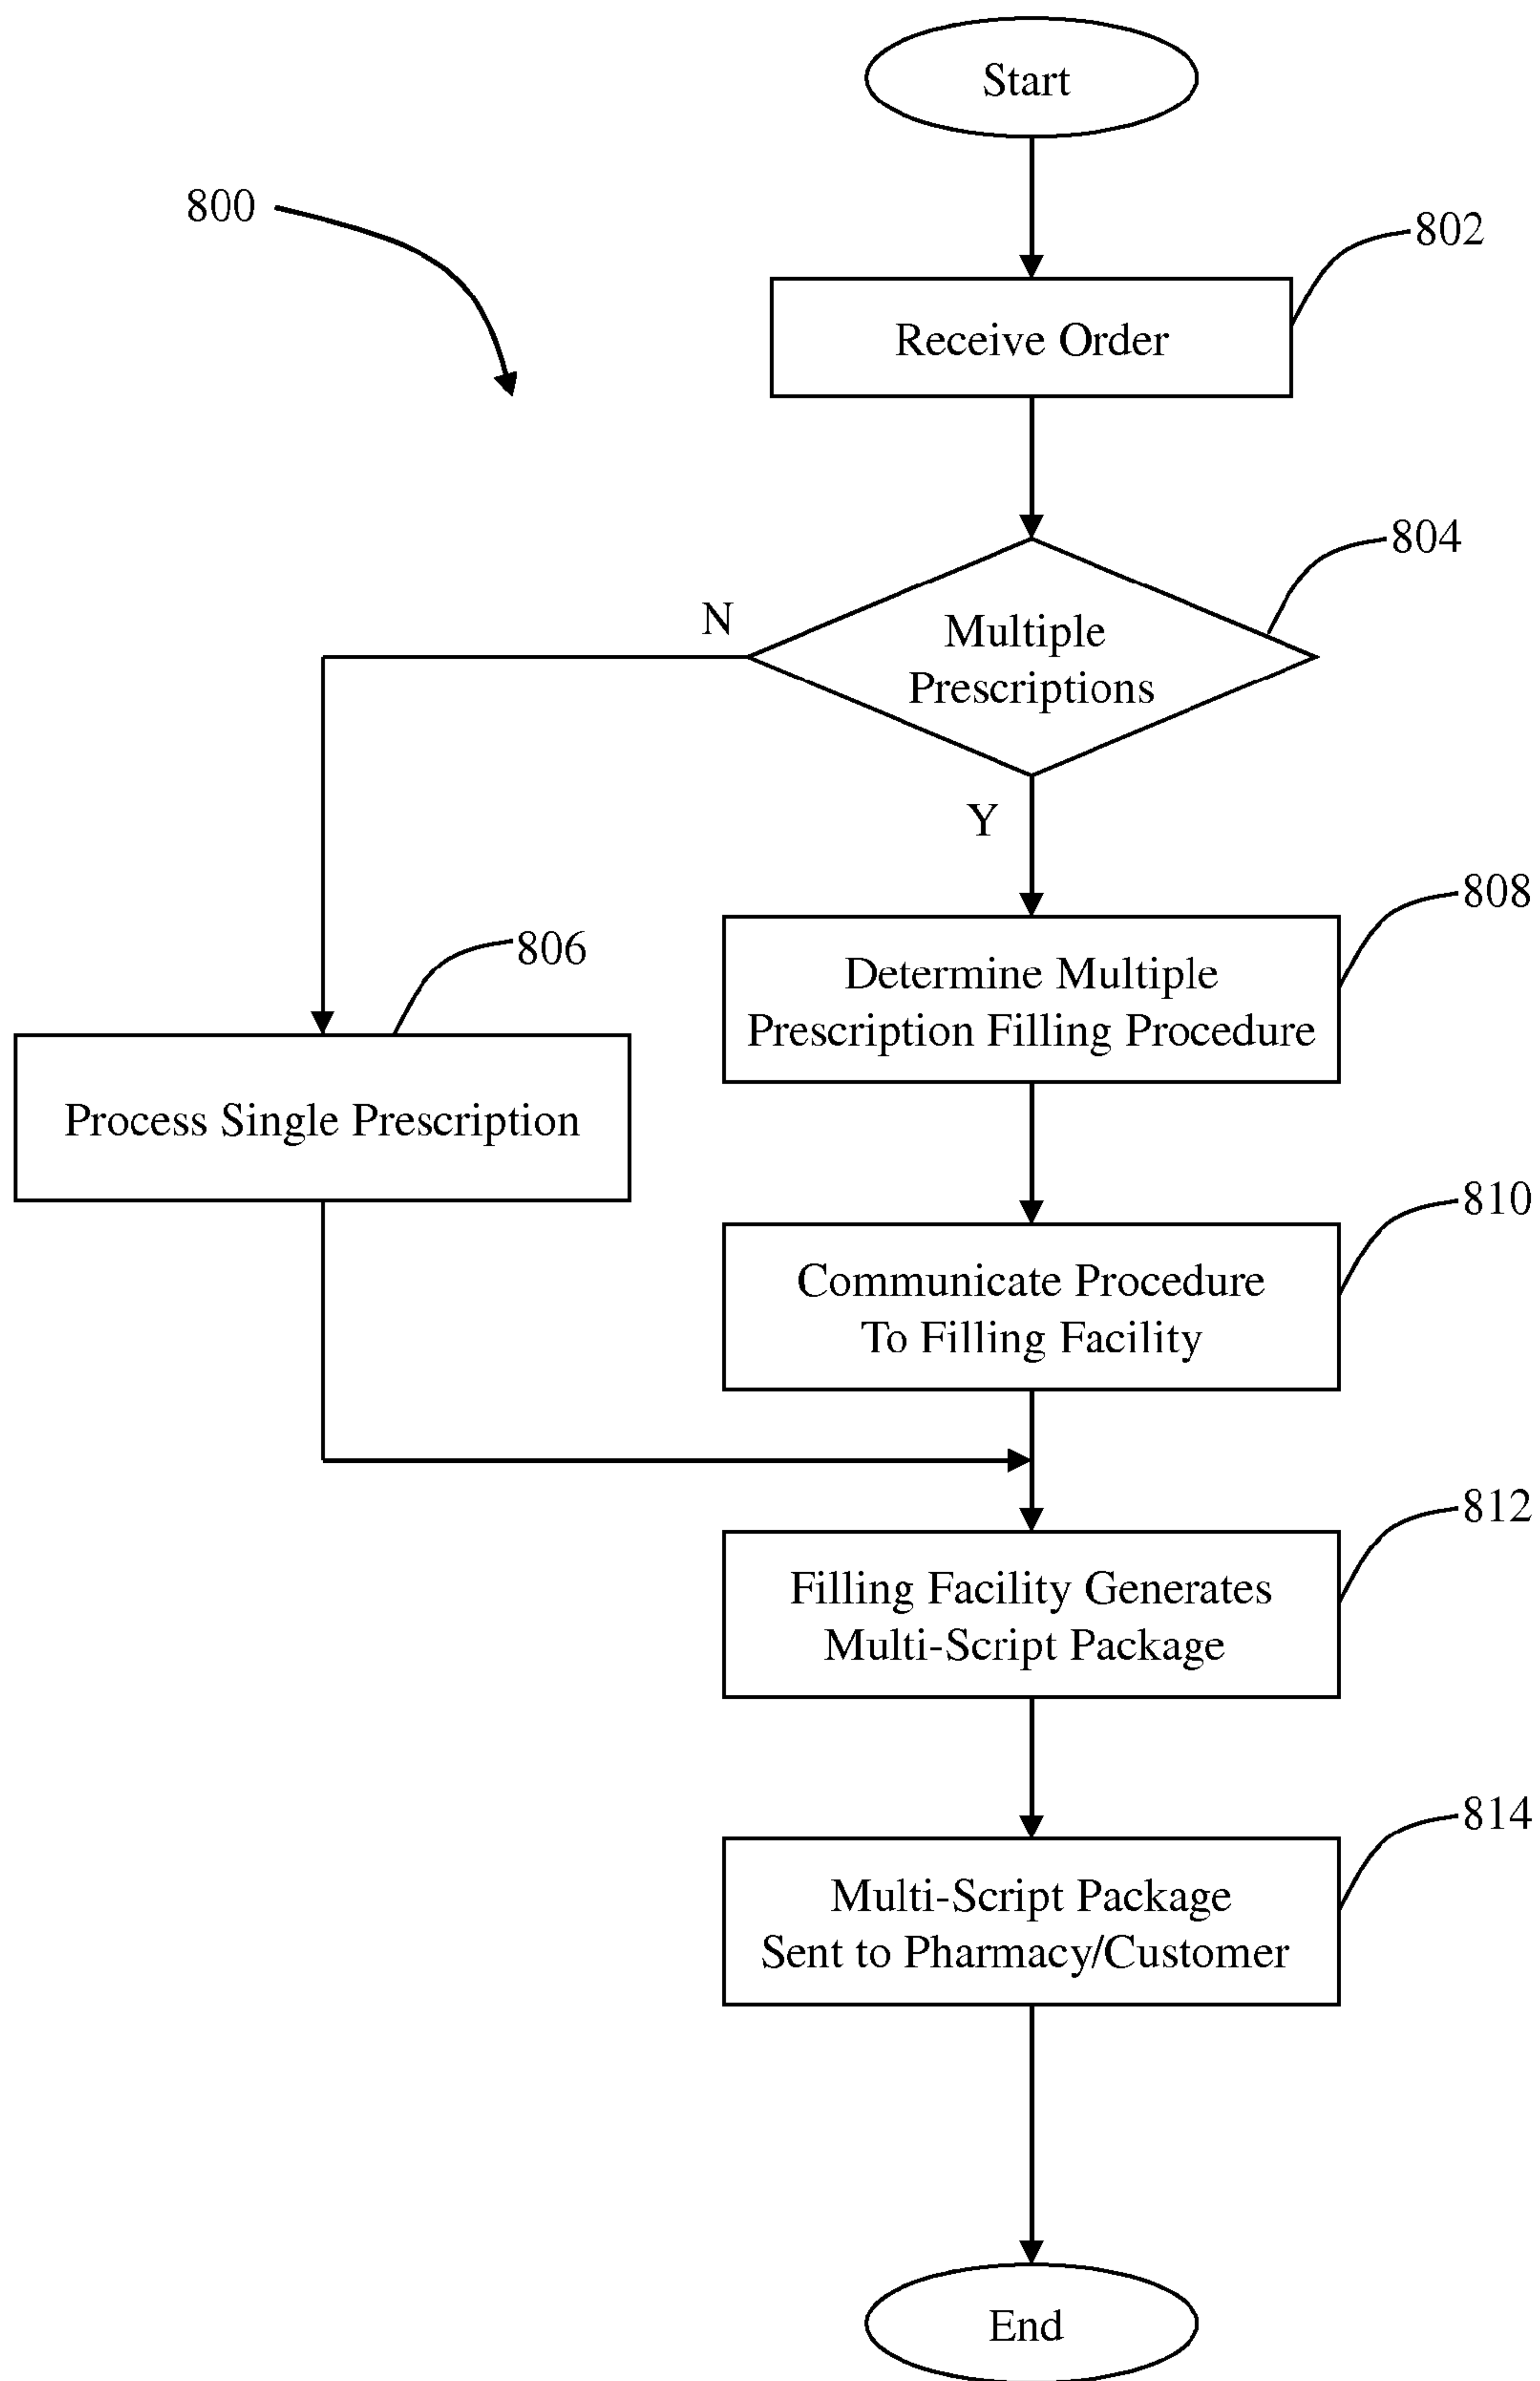 Start
800
802
Receive Order
804
N
Multiple
Prescriptions
Y
808
806
Determine Multiple
Prescription Filling Procedure
Process Single Prescription
810
Communicate Procedure
To Filling Facility
812
Filling Facility Generates
Multi-Script Package
814
Multi-Script Package
Sent to Pharmacy/Customer
End